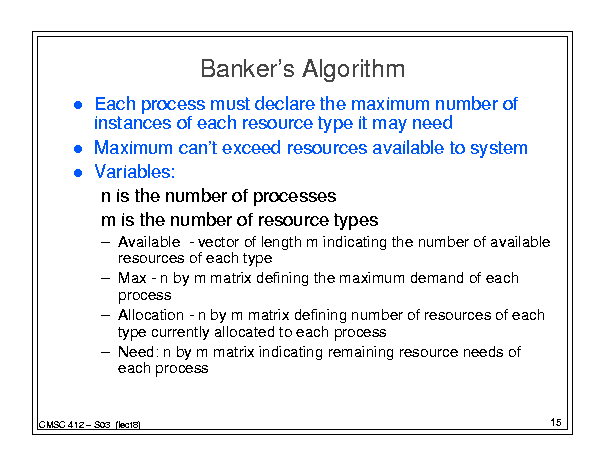 Banker's Algorithm
● Each process must declare the maximum number of
instances of each resource type it may need
● Maximum can't exceed resources available to system
● Variables:
n is the number of processes
m is the number of resource types
– Available - vector of length m indicating the number of available
resources of each type
– Max - n by m matrix defining the maximum demand of each
process
– Allocation - n by m matrix defining number of resources of each
type currently allocated to each process
– Need: n by m matrix indicating remaining resource needs of
each process
CMSC 412 – S03 (lect8)
15